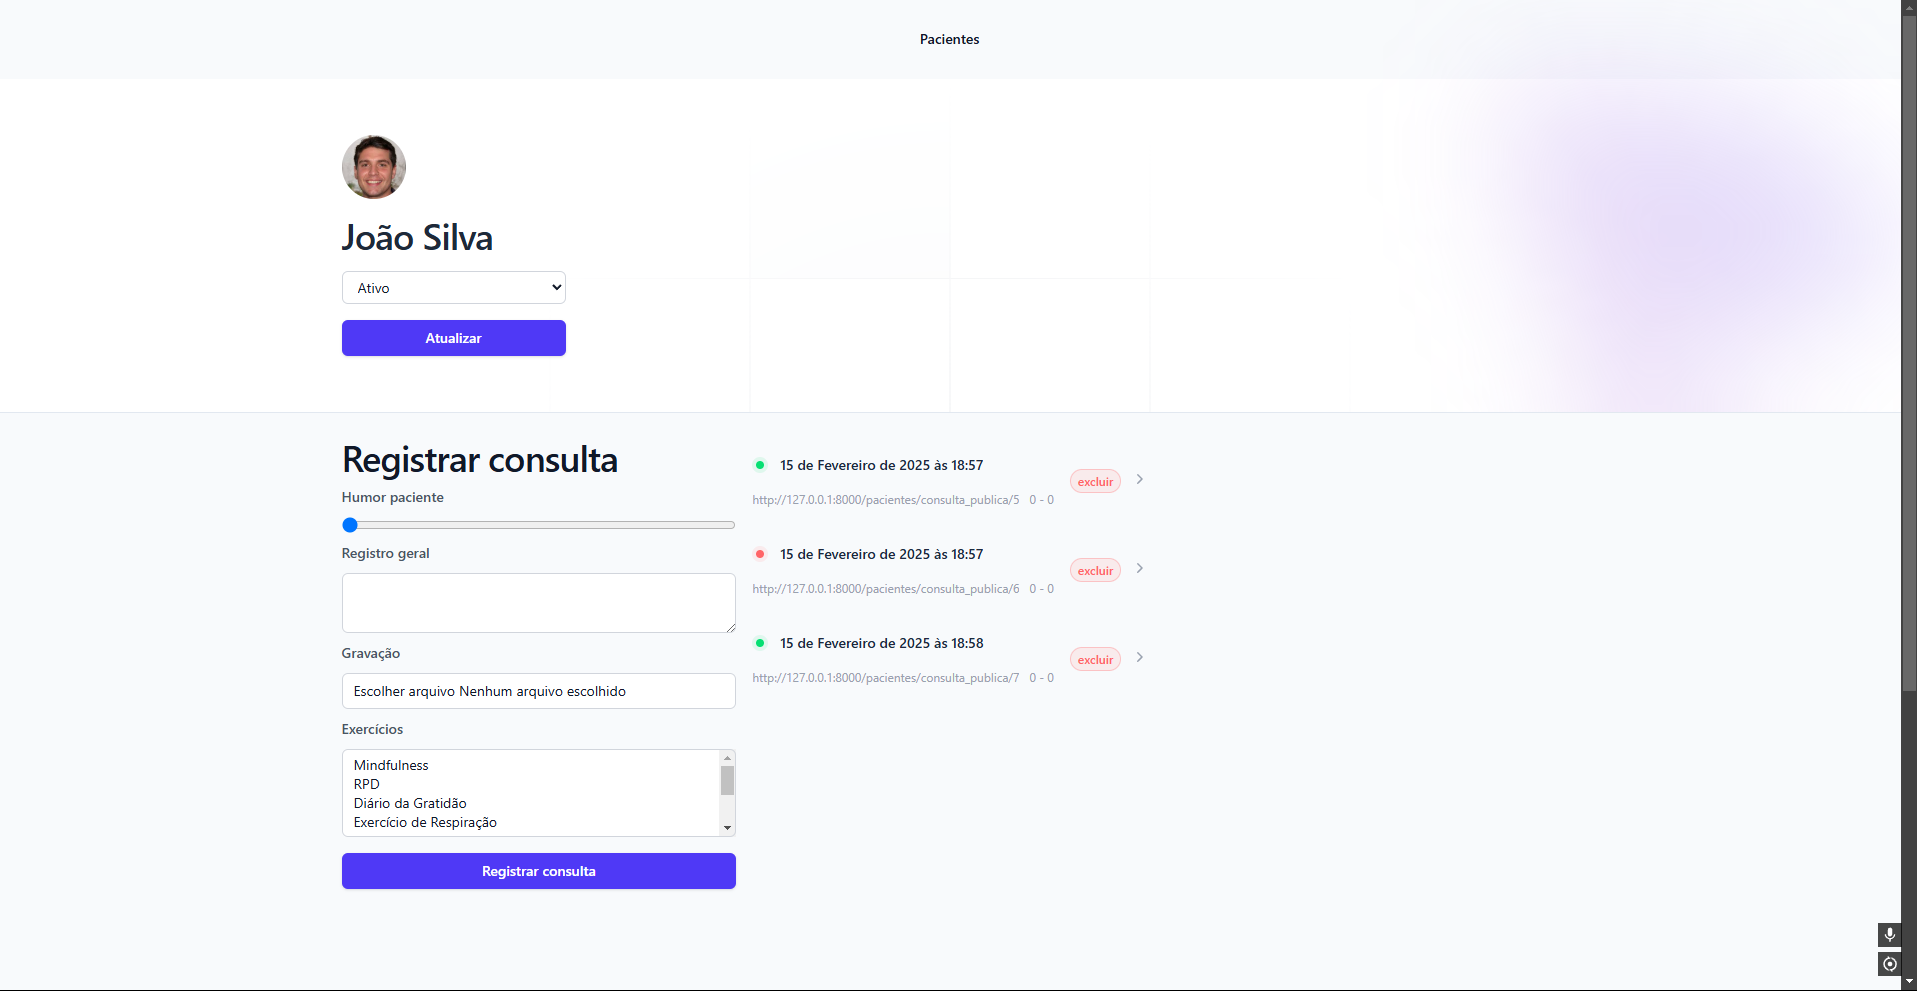 Pacientes
João Silva
Ativo
Atualizar
Registrar consulta
Humor paciente
Registro geral
Gravação
Escolher arquivo Nenhum arquivo escolhido
Exercícios
Mindfulness
RPD
Diário da Gratidão
Exercício de Respiração
Registrar consulta
15 de Fevereiro de 2025 às 18:57
http://127.0.0.1:8000/pacientes/consulta_publica/5 0 - 0
excluir
15 de Fevereiro de 2025 às 18:57
http://127.0.0.1:8000/pacientes/consulta_publica/6 0 - 0
excluir
15 de Fevereiro de 2025 às 18:58
http://127.0.0.1:8000/pacientes/consulta_publica/7 0 - 0
excluir